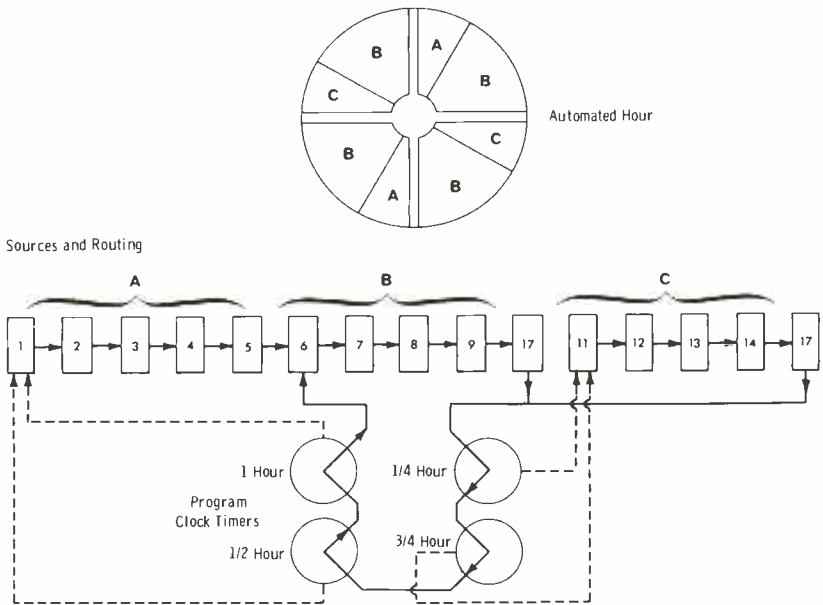 B A
B
C
Automated Hour
C
B
A B
Sources and Routing
A B C
1 2 3 4 5 6 7 8 9 17 11 12 13 14 17
1 Hour 1/4 Hour
Program
Clock Timers
1/2 Hour 3/4 Hour